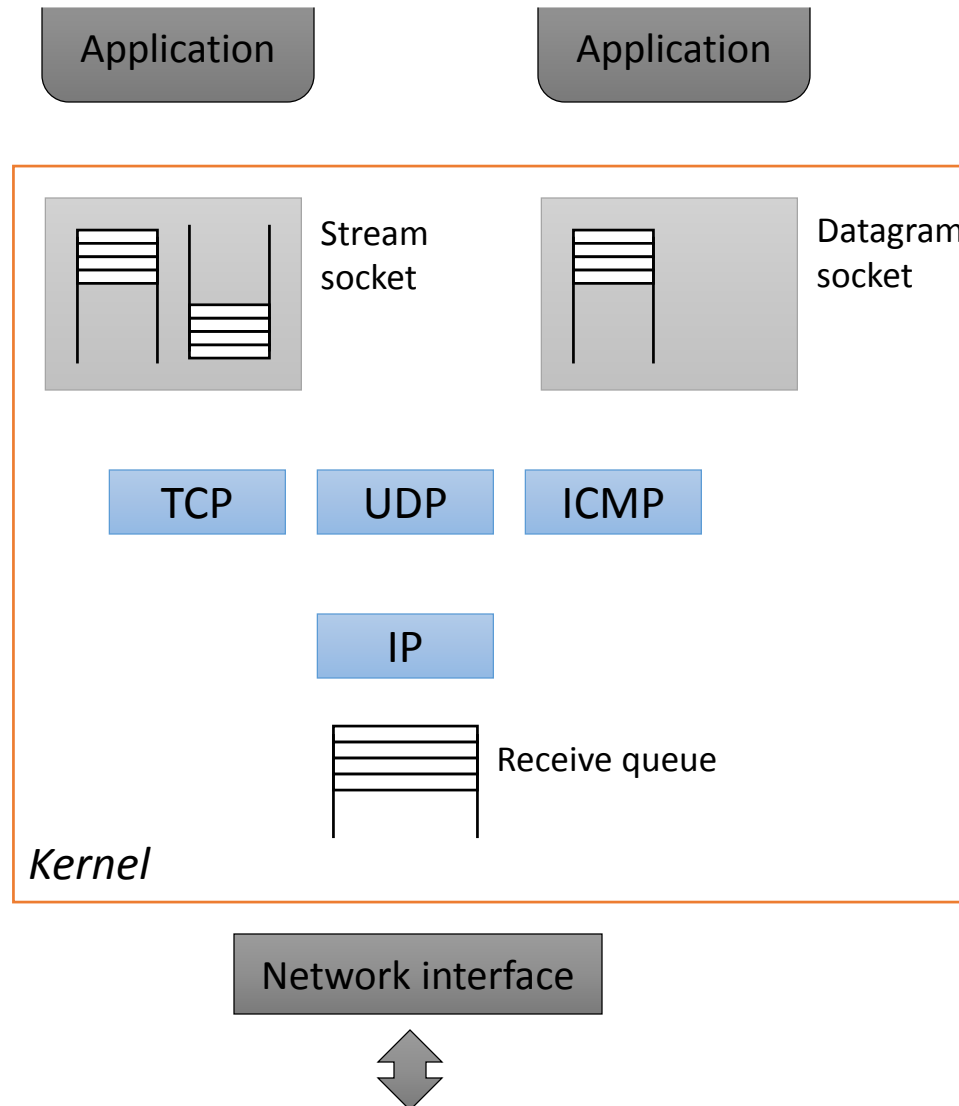 Application
Application
Stream
socket
Datagram
socket
TCP
UDP
ICMP
IP
Receive queue
Kernel
Network interface